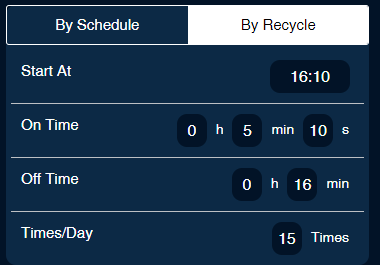 By Schedule By Recycle
Start At 16:10
On Time 0 h 5 min 10 s
Off Time 0 h 16 min
Times/Day 15 Times